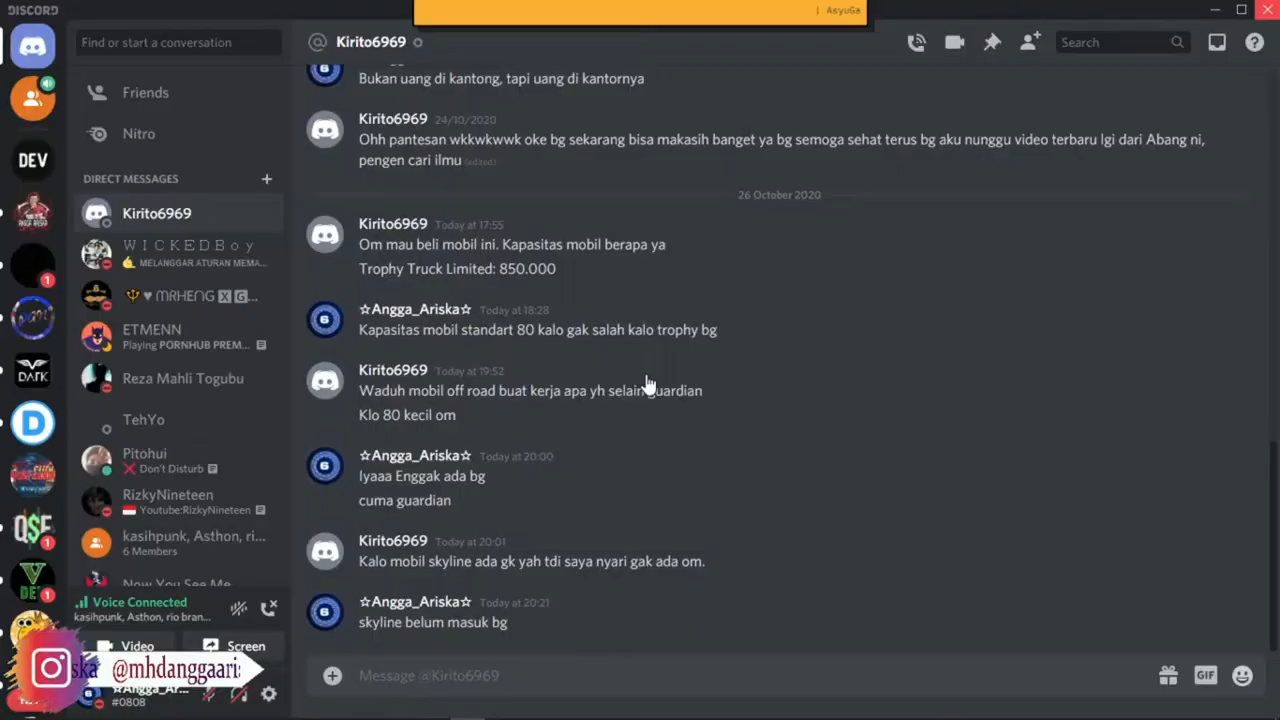 DISCORD
| AsyuGa
Find or start a conversation
Kirito6969
Search
Friends
Nitro
DIRECT MESSAGES
Kirito6969
W I C K E D B o y
MELANGGAR ATURAN MEMA...
ETMENN
Playing PORNHUB PREM...
Reza Mahli Togubu
TehYo
Pitohui
Don't Disturb
RizkyNineteen
Youtube:RizkyNineteen
kasihpunk, Asthon, ri...
6 Members
Now You See Me
Voice Connected
kasihpunk, Asthon, rio bran...
Video
Screen
ska @mhdanggaaris
☆Angga_Ar...
#0808
DEV
DARK
D
Bukan uang di kantong, tapi uang di kantornya
Kirito6969 24/10/2020
Ohh pantesan wkkwkwwk oke bg sekarang bisa makasih banget ya bg semoga sehat terus bg aku nunggu video terbaru lgi dari Abang ni,
pengen cari ilmu (edited)
26 October 2020
Kirito6969 Today at 17:55
Om mau beli mobil ini. Kapasitas mobil berapa ya
Trophy Truck Limited: 850.000
☆Angga_Ariska☆ Today at 18:28
Kapasitas mobil standart 80 kalo gak salah kalo trophy bg
Kirito6969 Today at 19:52
Waduh mobil off road buat kerja apa yh selain guardian
Klo 80 kecil om
☆Angga_Ariska☆ Today at 20:00
Iyaaa Enggak ada bg
cuma guardian
Kirito6969 Today at 20:01
Kalo mobil skyline ada gk yah tdi saya nyari gak ada om.
☆Angga_Ariska☆ Today at 20:21
skyline belum masuk bg
Message @Kirito6969
GIF